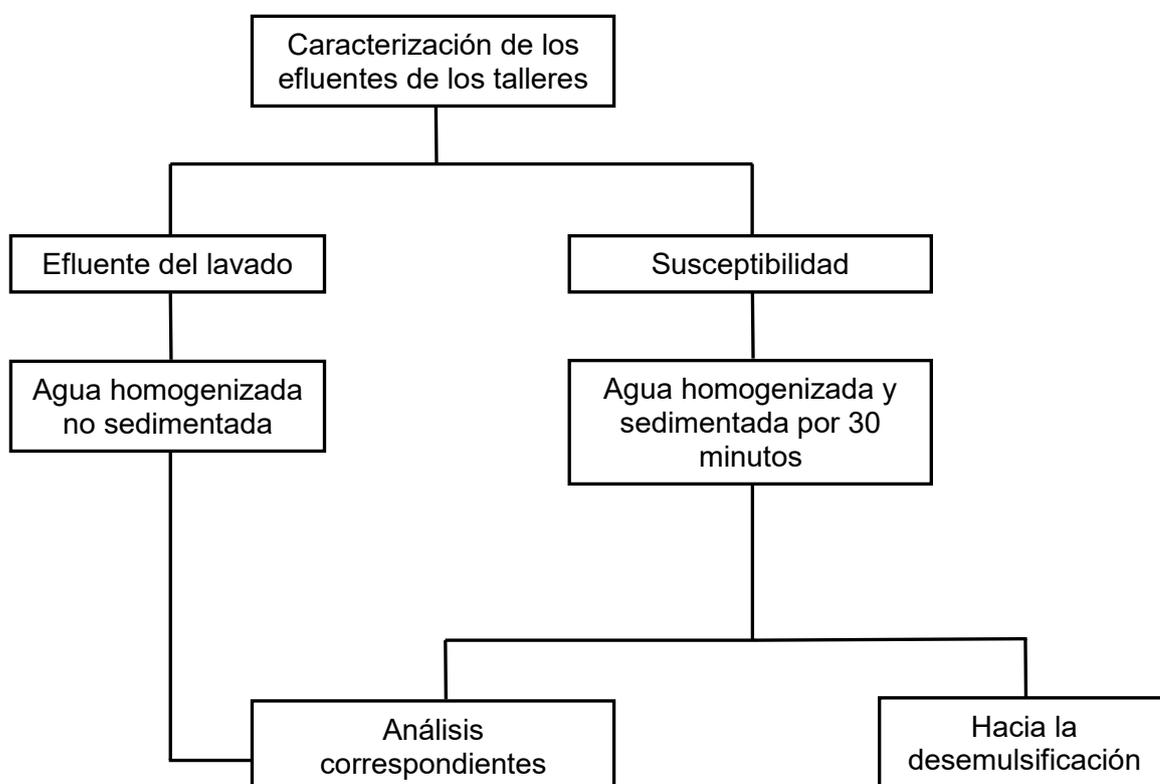 Caracterización de los
efluentes de los talleres
Efluente del lavado
Susceptibilidad
Agua homogenizada
no sedimentada
Agua homogenizada y
sedimentada por 30
minutos
Análisis
correspondientes
Hacia la
desemulsificación